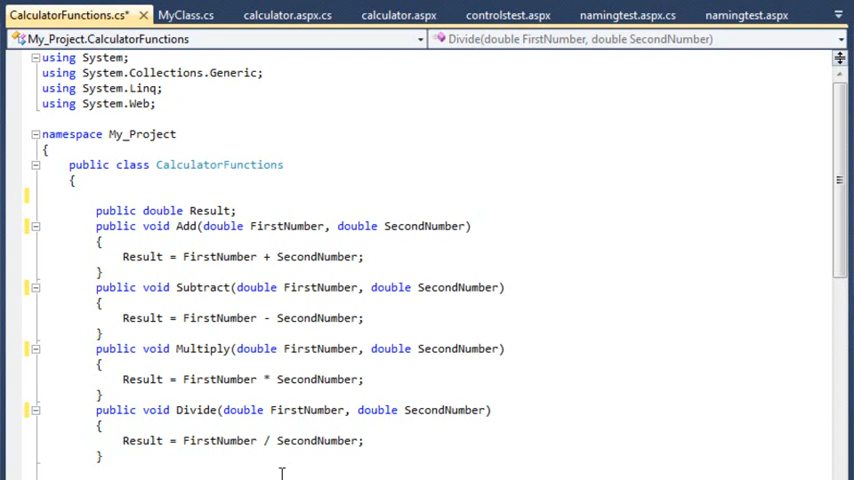 CalculatorFunctions.cs* MyClass.cs calculator.aspx.cs calculator.aspx controlstest.aspx namingtest.aspx.cs namingtest.aspx
My_Project.CalculatorFunctions Divide(double FirstNumber, double SecondNumber)
using System;
using System.Collections.Generic;
using System.Linq;
using System.Web;
namespace My_Project
{
public class CalculatorFunctions
{
public double Result;
public void Add(double FirstNumber, double SecondNumber)
{
Result = FirstNumber + SecondNumber;
}
public void Subtract(double FirstNumber, double SecondNumber)
{
Result = FirstNumber - SecondNumber;
}
public void Multiply(double FirstNumber, double SecondNumber)
{
Result = FirstNumber * SecondNumber;
}
public void Divide(double FirstNumber, double SecondNumber)
{
Result = FirstNumber / SecondNumber;
}